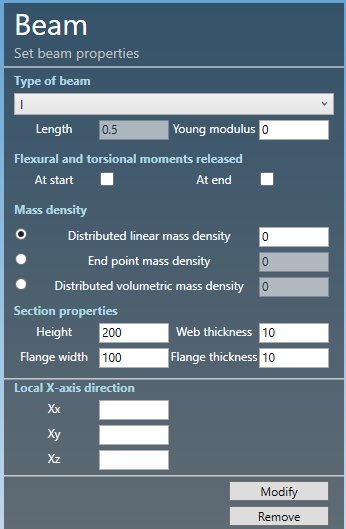 Beam
Set beam properties
Type of beam
I
Length 0.5 Young modulus 0
Flexural and torsional moments released
At start At end
Mass density
Distributed linear mass density 0
End point mass density 0
Distributed volumetric mass density 0
Section properties
Height 200 Web thickness 10
Flange width 100 Flange thickness 10
Local X-axis direction
Xx
Xy
Xz
Modify
Remove